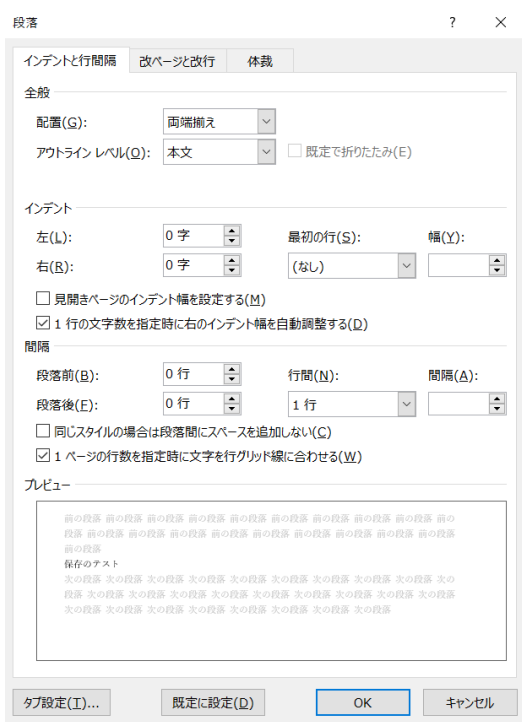 段落 ?
インデントと行間隔 改ページと改行 体裁
全般
配置(G): 両端揃え
アウトライン レベル(O): 本文 既定で折りたたみ(E)
インデント
左(L): 0 字 最初の行(S): 幅(Y):
右(R): 0 字 (なし)
見開きページのインデント幅を設定する(M)
1 行の文字数を指定時に右のインデント幅を自動調整する(D)
間隔
段落前(B): 0 行 行間(N): 間隔(A):
段落後(F): 0 行 1 行
同じスタイルの場合は段落間にスペースを追加しない(C)
1 ページの行数を指定時に文字を行グリッド線に合わせる(W)
プレビュー
前の段落 前の段落 前の段落 前の段落 前の段落 前の段落 前の段落 前の段落 前の段落 前の
段落 前の段落 前の段落 前の段落 前の段落 前の段落 前の段落 前の段落 前の段落 前の段落
前の段落
保存のテスト
次の段落 次の段落 次の段落 次の段落 次の段落 次の段落 次の段落 次の段落 次の段落 次の
段落 次の段落 次の段落 次の段落 次の段落 次の段落 次の段落 次の段落 次の段落 次の段落
次の段落 次の段落 次の段落 次の段落 次の段落 次の段落 次の段落 次の段落
タブ設定(T)... 既定に設定(D) OK キャンセル